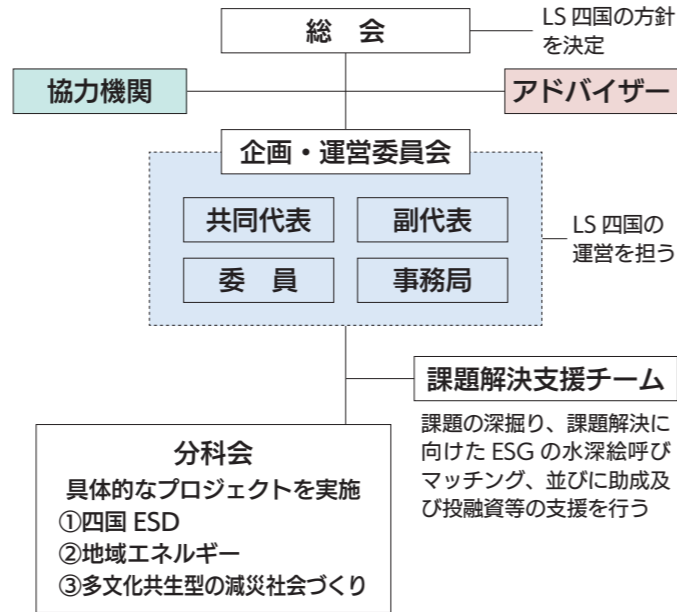 総　会
LS 四国の方針
を決定
協力機関
アドバイザー
企画・運営委員会
共同代表
副代表
委　員
事務局
LS 四国の
運営を担う
課題解決支援チーム
課題の深掘り、課題解決に
向けた ESG の水深絵呼び
マッチング、並びに助成及
び投融資等の支援を行う
分科会
具体的なプロジェクトを実施
①四国 ESD
②地域エネルギー
③多文化共生型の減災社会づくり